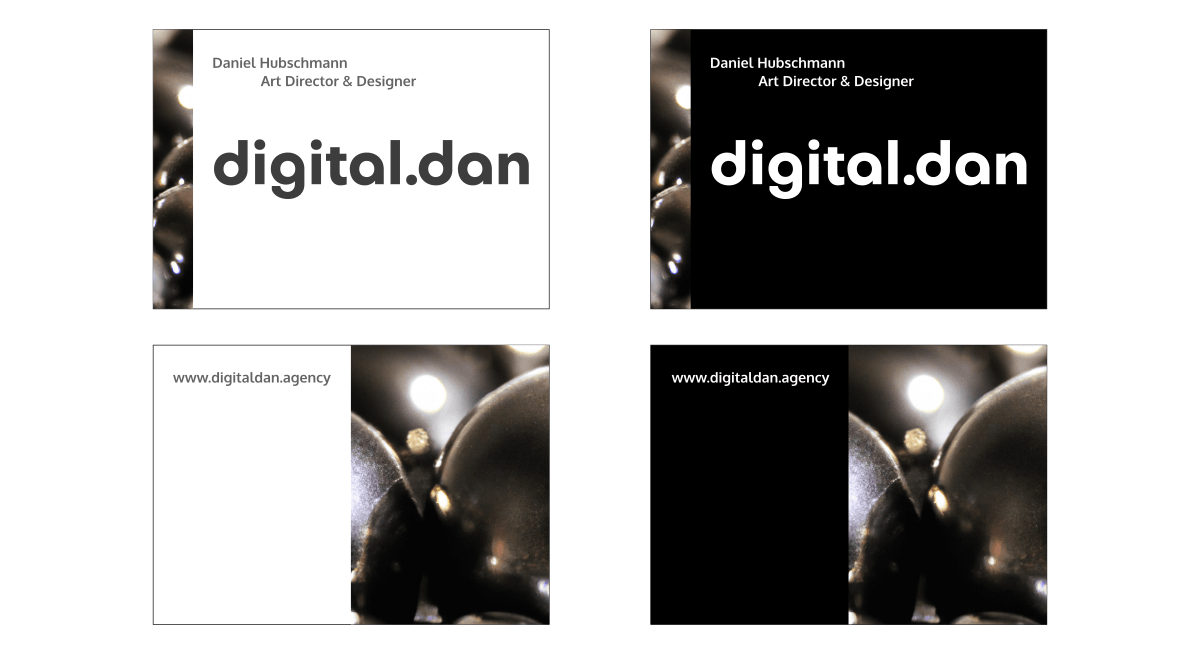 Daniel Hubschmann
Art Director & Designer
digital.dan
Daniel Hubschmann
Art Director & Designer
digital.dan
www.digitaldan.agency
www.digitaldan.agency